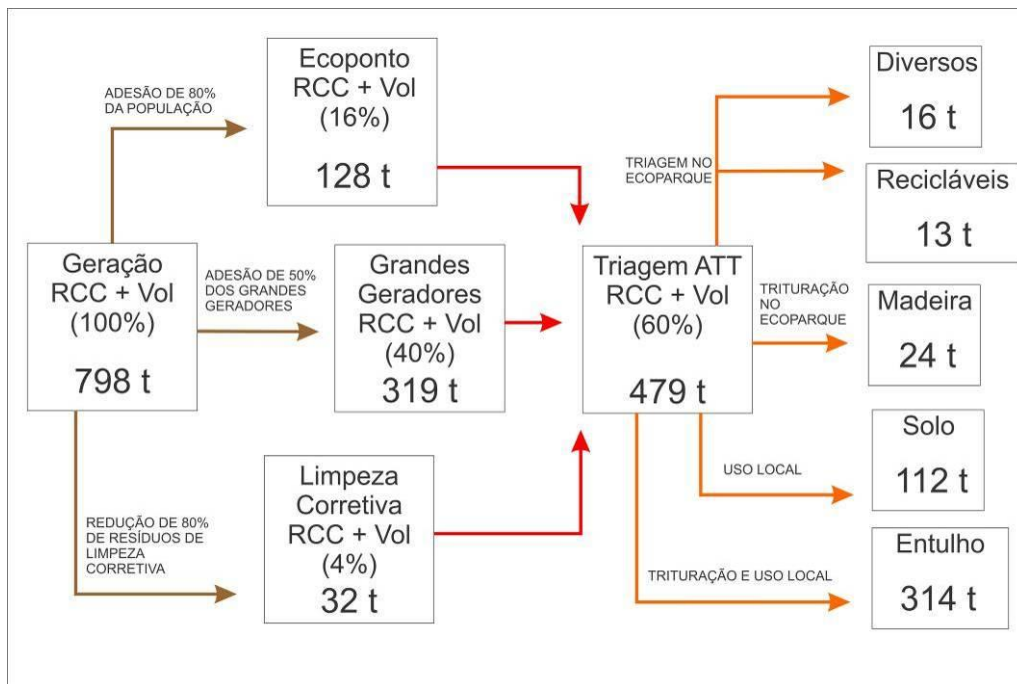 Geração
RCC + Vol
(100%)
798 t
ADESÃO DE 80%
DA POPULAÇÃO
Ecoponto
RCC + Vol
(16%)
128 t
ADESÃO DE 50%
DOS GRANDES
GERADORES
Grandes
Geradores
RCC + Vol
(40%)
319 t
REDUÇÃO DE 80%
DE RESÍDUOS DE
LIMPEZA
CORRETIVA
Limpeza
Corretiva
RCC + Vol
(4%)
32 t
Triagem ATT
RCC + Vol
(60%)
479 t
TRIAGEM NO
ECOPARQUE
Diversos
16 t
Recicláveis
13 t
TRITURAÇÃO
NO
ECOPARQUE
Madeira
24 t
USO LOCAL
Solo
112 t
TRITURAÇÃO E USO LOCAL
Entulho
314 t